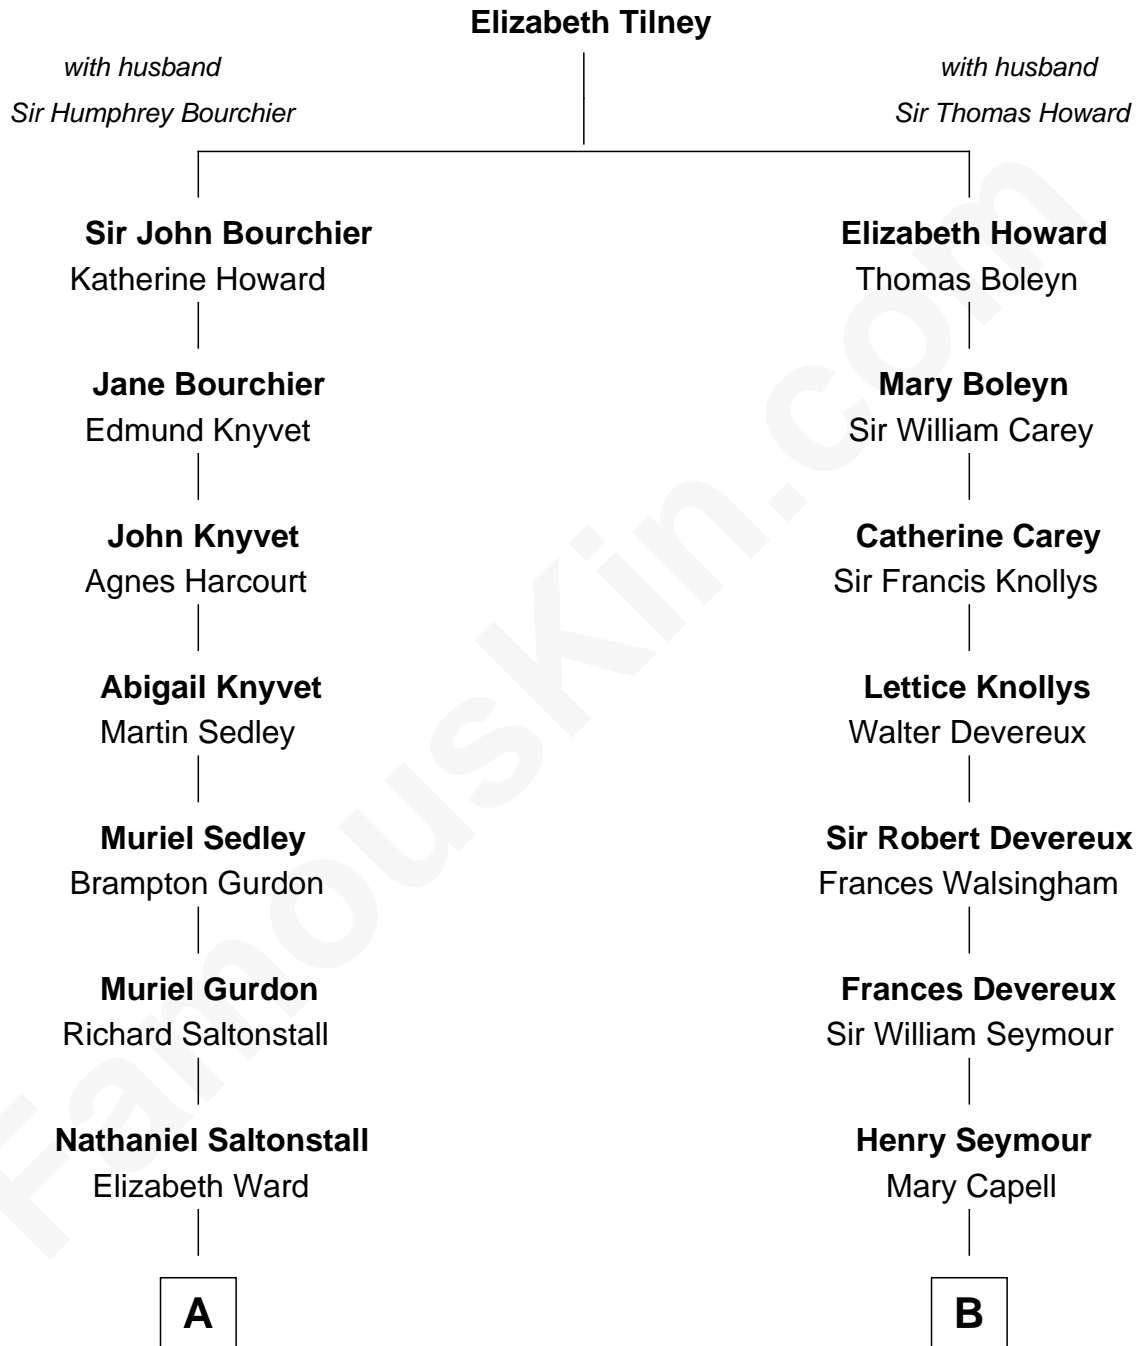 Elizabeth Tilney
with husband
Sir Humphrey Bourchier
with husband
Sir Thomas Howard
Sir John Bourchier
Katherine Howard
Elizabeth Howard
Thomas Boleyn
Jane Bourchier
Edmund Knyvet
Mary Boleyn
Sir William Carey
John Knyvet
Agnes Harcourt
Catherine Carey
Sir Francis Knollys
Abigail Knyvet
Martin Sedley
Lettice Knollys
Walter Devereux
Muriel Sedley
Brampton Gurdon
Sir Robert Devereux
Frances Walsingham
Muriel Gurdon
Richard Saltonstall
Frances Devereux
Sir William Seymour
Nathaniel Saltonstall
Elizabeth Ward
Henry Seymour
Mary Capell
A
B
FamousKin.com